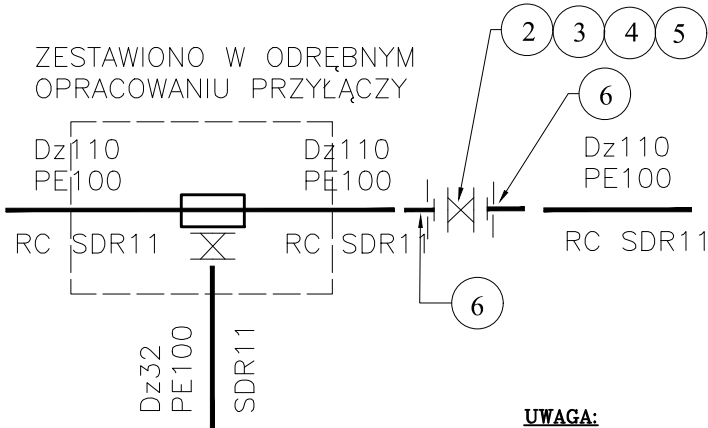 2 3 4 5
ZESTAWIONO W ODRĘBNYM
OPRACOWANIU PRZYŁĄCZY
6
Dz110
PE100
Dz110
PE100
Dz110
PE100
RC SDR11
RC SDR11
RC SDR11
6
Dz32
PE100
SDR11
UWAGA: